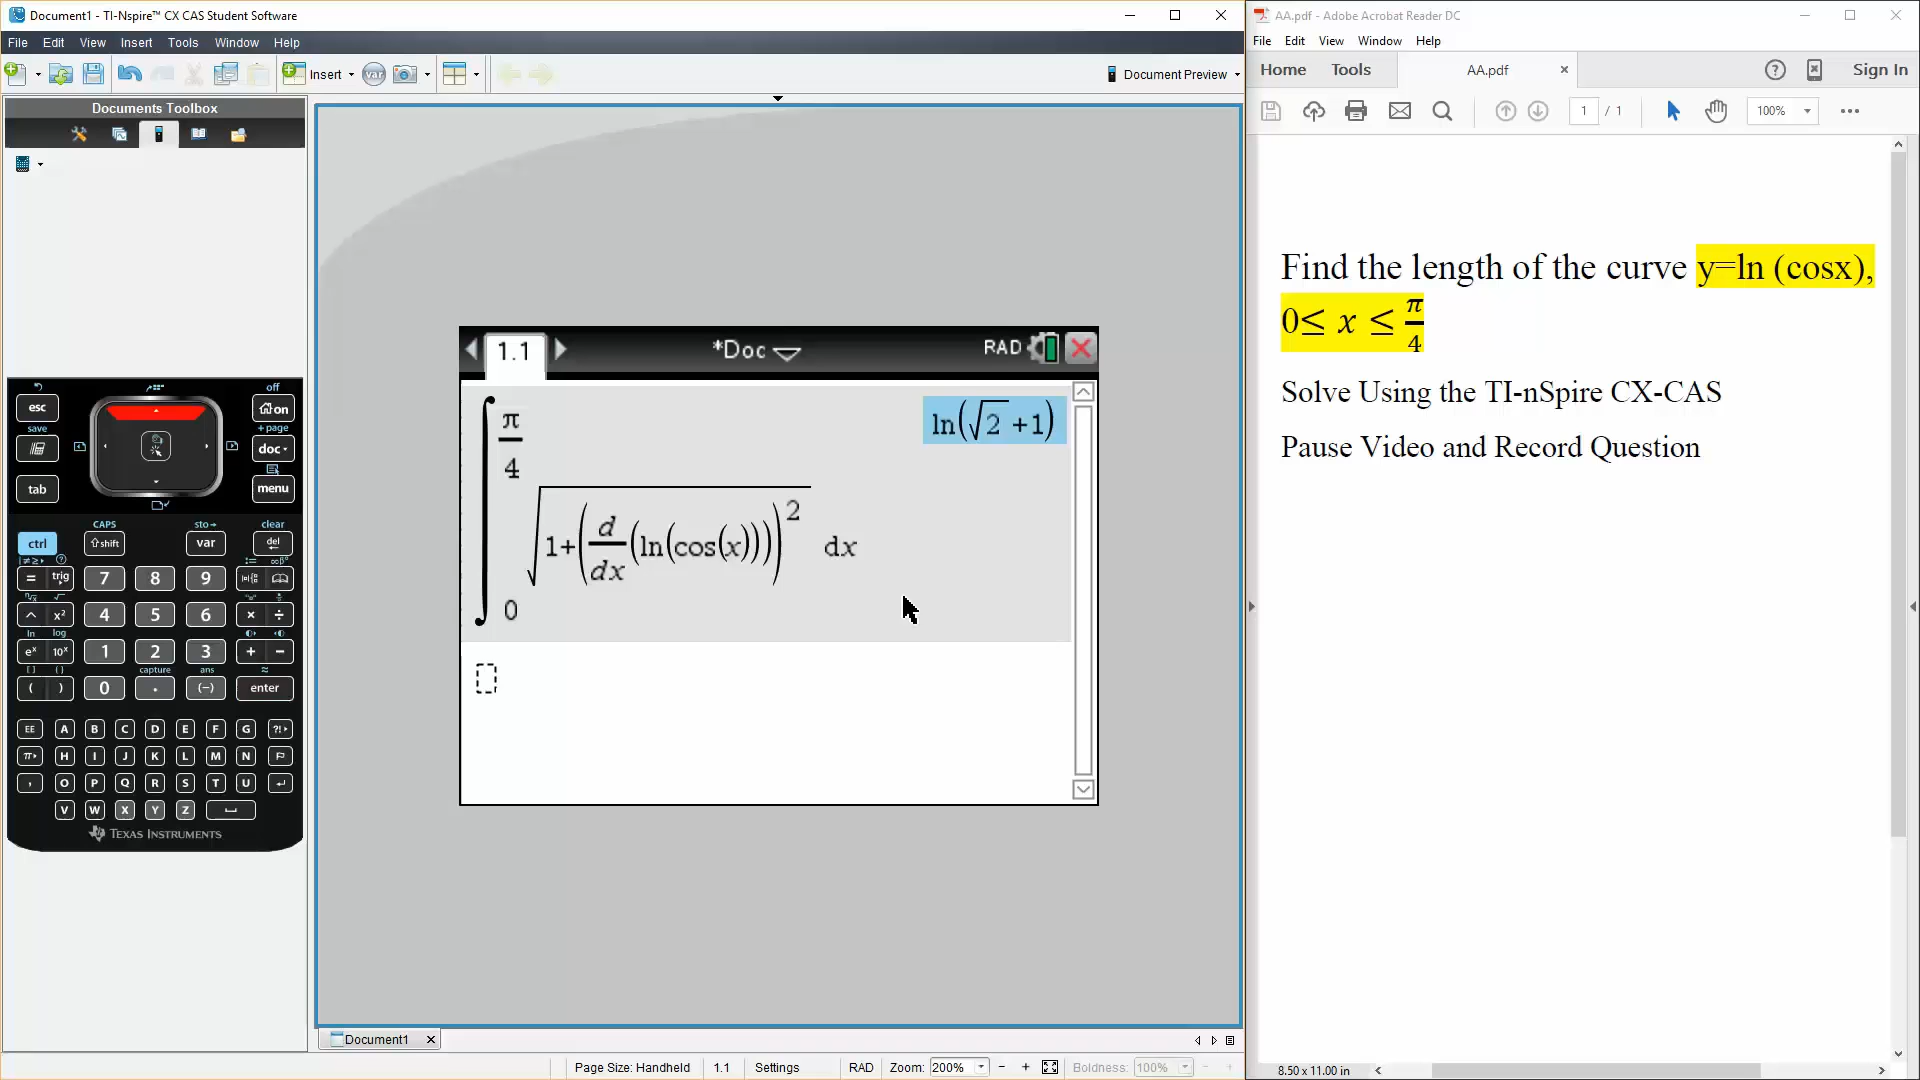 Document1 - TI-Nspire™ CX CAS Student Software
File Edit View Insert Tools Window Help
Insert
var
Document Preview
Documents Toolbox
1.1
*Doc
RAD
π/4
∫ √1+(d/dx(ln(cos(x))))² dx
0
ln(√2+1)
off
esc
on
save
+page
doc
tab
menu
CAPS
sto→
clear
ctrl
shift
var
del
= trig 7 8 9
^ x² 4 5 6 × ÷
ln log
eˣ 10ˣ 1 2 3 + −
[ ] { } capture ans ≈
( ) 0 . (−) enter
EE A B C D E F G ?!▸
π▸ H I J K L M N
, O P Q R S T U ↵
V W X Y Z
TEXAS INSTRUMENTS
Document1
Page Size: Handheld 1.1 Settings RAD Zoom: 200% − + Boldness: 100% − +
AA.pdf - Adobe Acrobat Reader DC
File Edit View Window Help
Home Tools AA.pdf × Sign In
1 / 1 100%
Find the length of the curve y=ln (cosx),
0≤ x ≤ π/4
Solve Using the TI-nSpire CX-CAS
Pause Video and Record Question
8.50 x 11.00 in